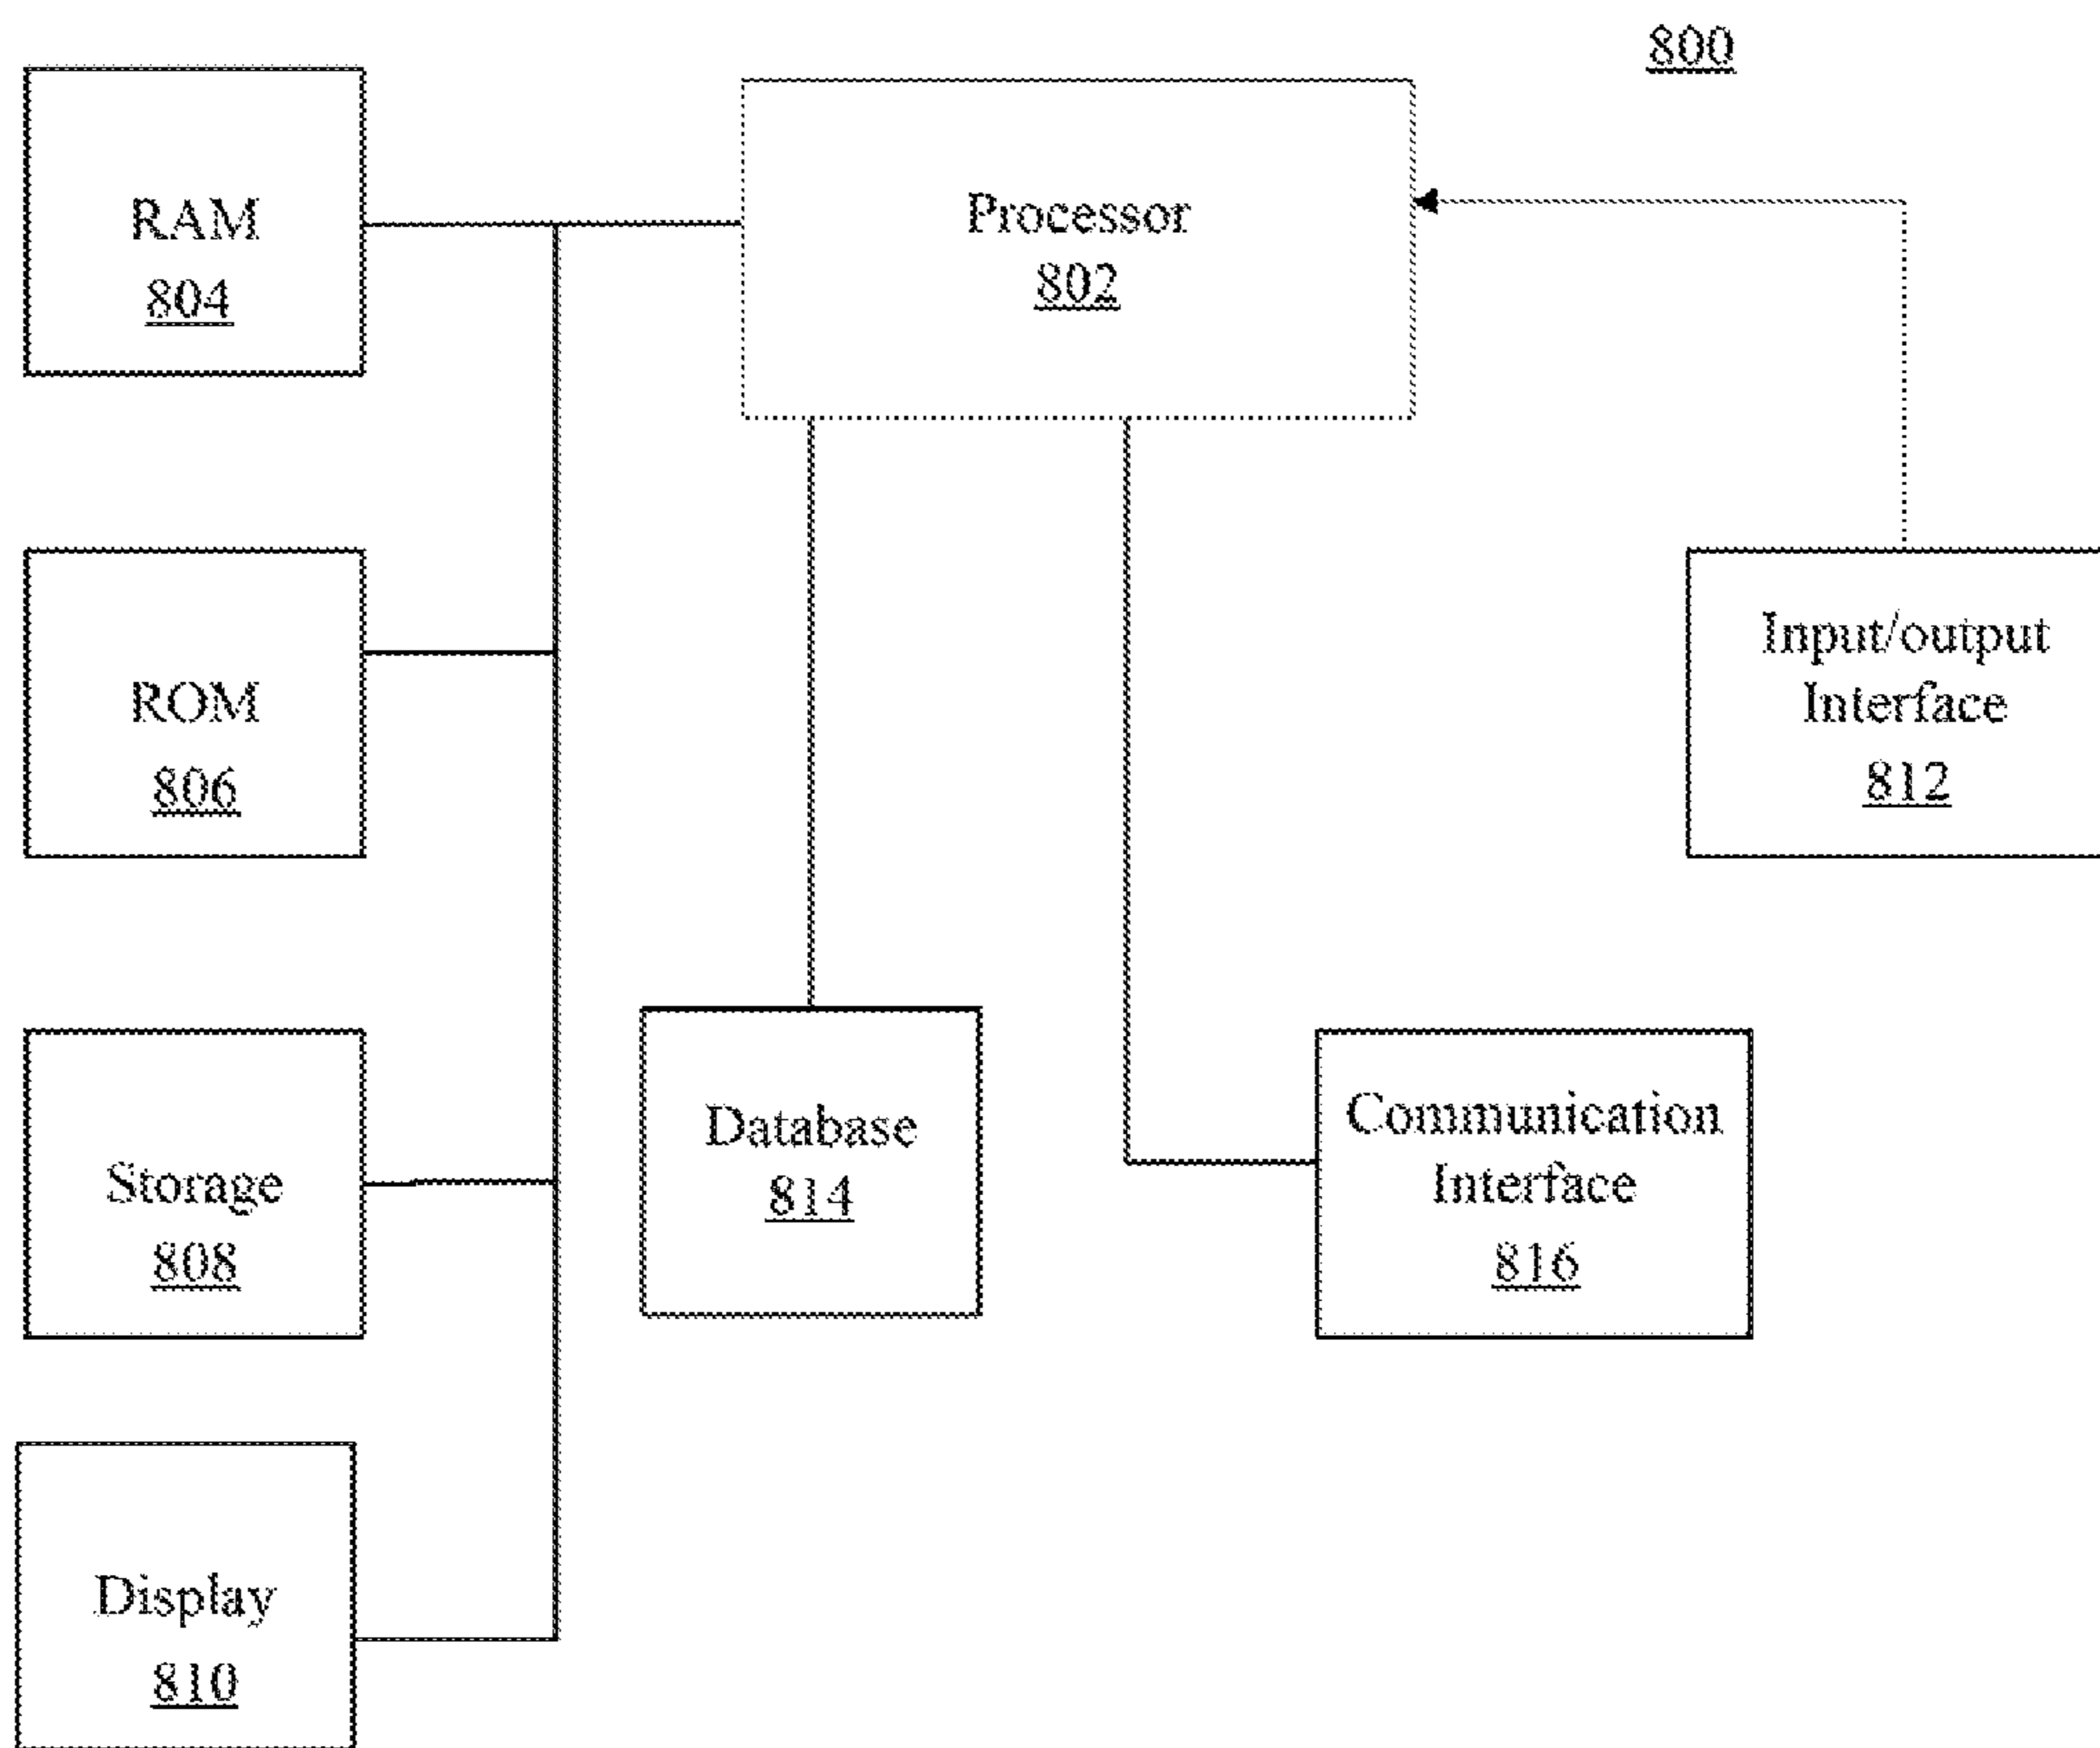 800
RAM
804
Processor
802
ROM
806
Input/output
Interface
812
Storage
808
Database
814
Communication
Interface
816
Display
810